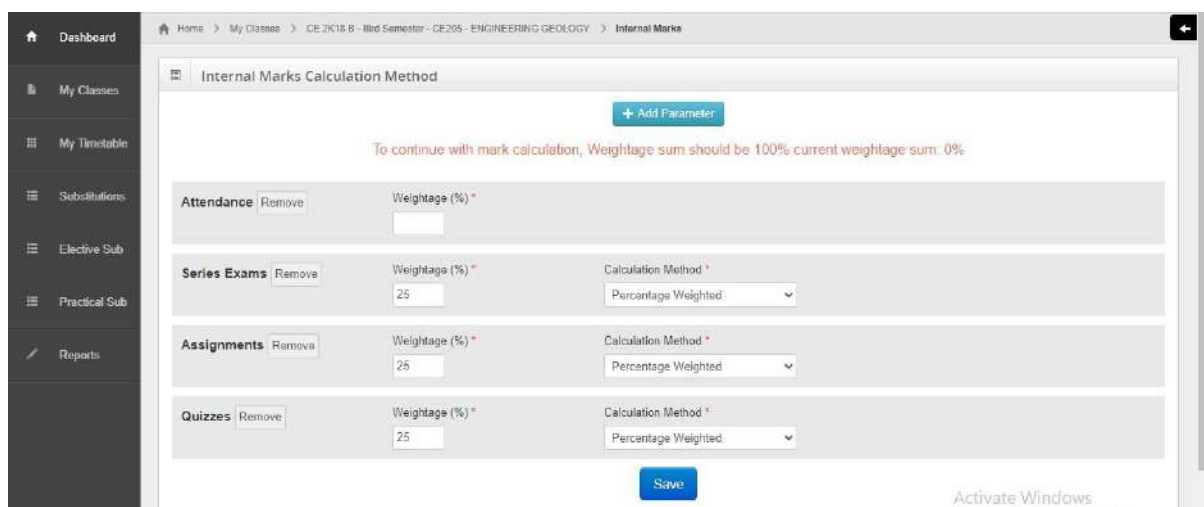 Dashboard
My Classes
My Timetable
Substitutions
Elective Sub
Practical Sub
Reports
Home > My Classes > CE 2K18 B - IIIrd Semester - CE205 - ENGINEERING GEOLOGY > Internal Marks
Internal Marks Calculation Method
+ Add Parameter
To continue with mark calculation, Weightage sum should be 100% current weightage sum: 0%
Attendance Remove Weightage (%) *
Series Exams Remove Weightage (%) * Calculation Method *
25 Percentage Weighted
Assignments Remove Weightage (%) * Calculation Method *
25 Percentage Weighted
Quizzes Remove Weightage (%) * Calculation Method *
25 Percentage Weighted
Save
Activate Windows